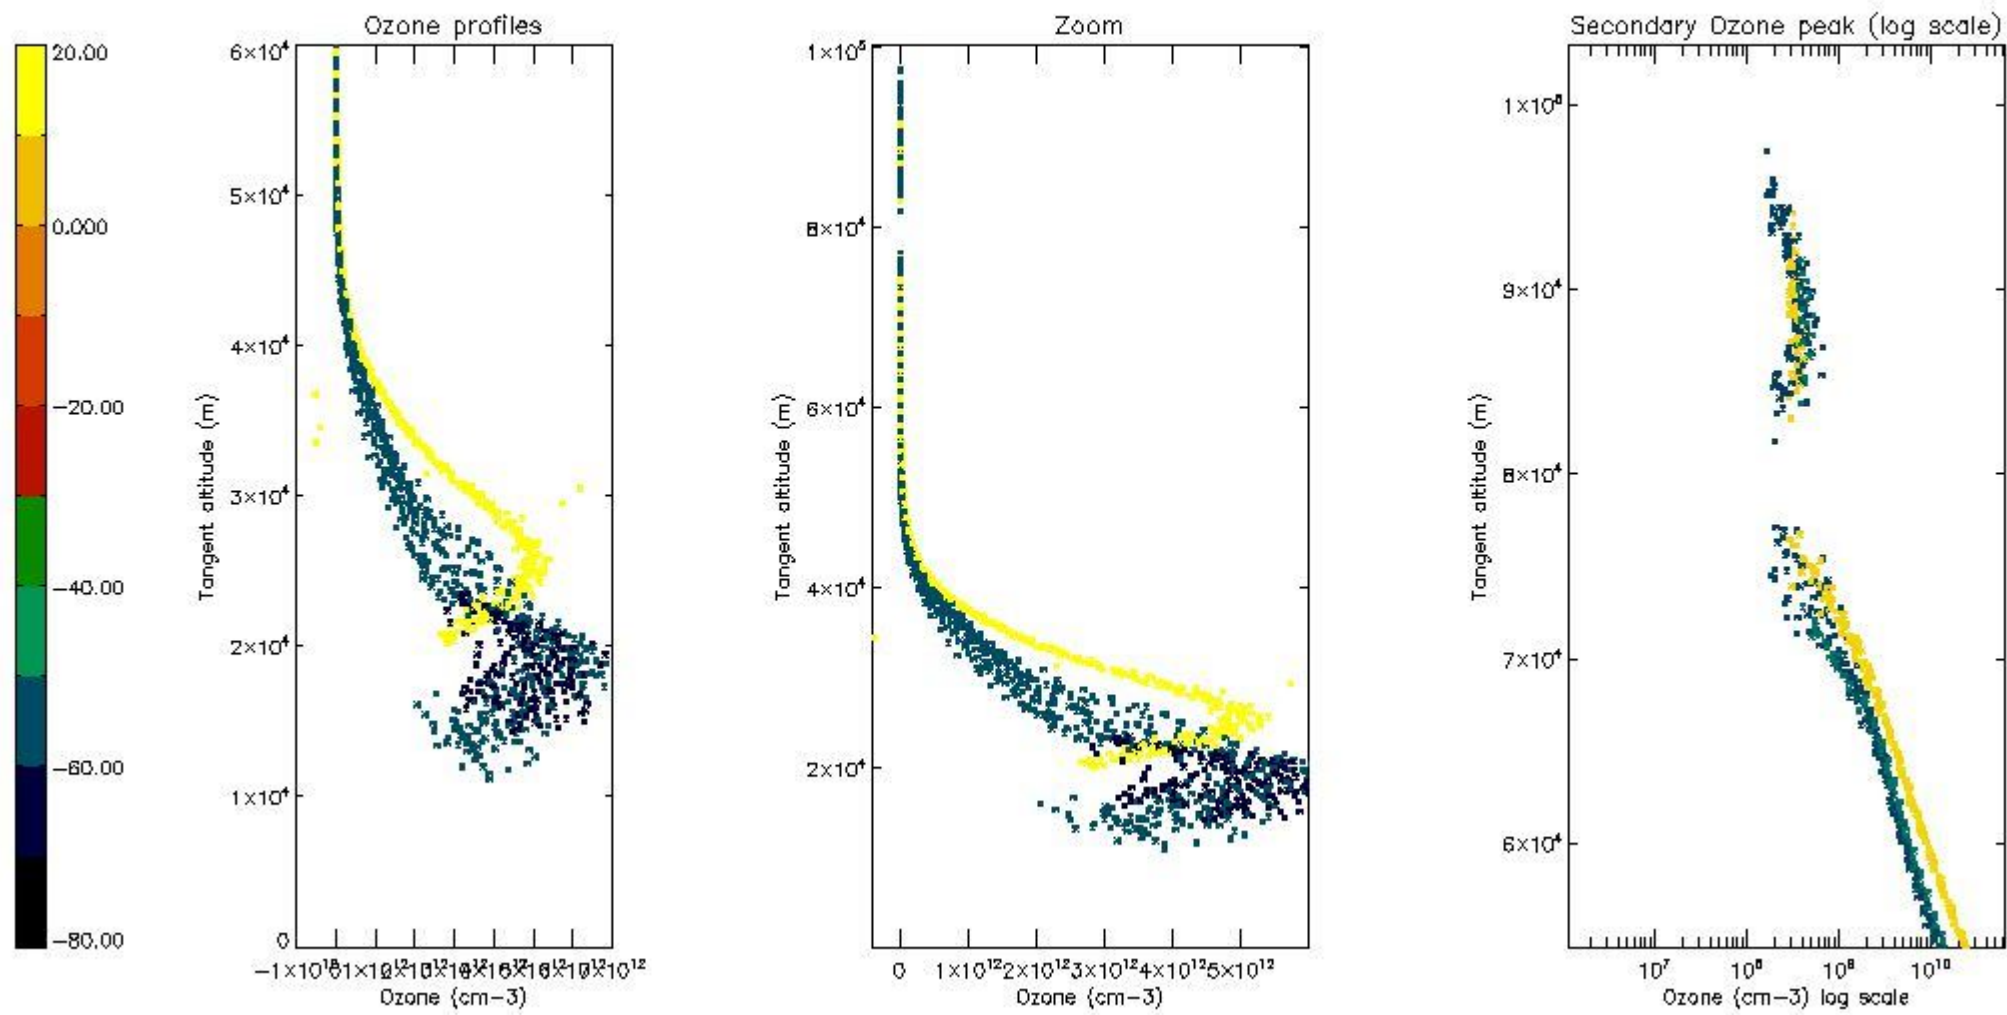 Ozone profiles
Zoom
Secondary Ozone peak (log scale)
20.00
0.000
−20.00
−40.00
−60.00
−80.00
6×10⁴
5×10⁴
4×10⁴
3×10⁴
2×10⁴
1×10⁴
0
Tangent altitude (m)
Ozone (cm−3)
1×10⁵
8×10⁴
6×10⁴
4×10⁴
2×10⁴
Tangent altitude (m)
0 1×10¹² 2×10¹² 3×10¹² 4×10¹² 5×10¹²
Ozone (cm−3)
9×10⁴
8×10⁴
7×10⁴
6×10⁴
Tangent altitude (m)
10⁷ 10⁸ 10⁹ 10¹⁰
Ozone (cm−3) log scale